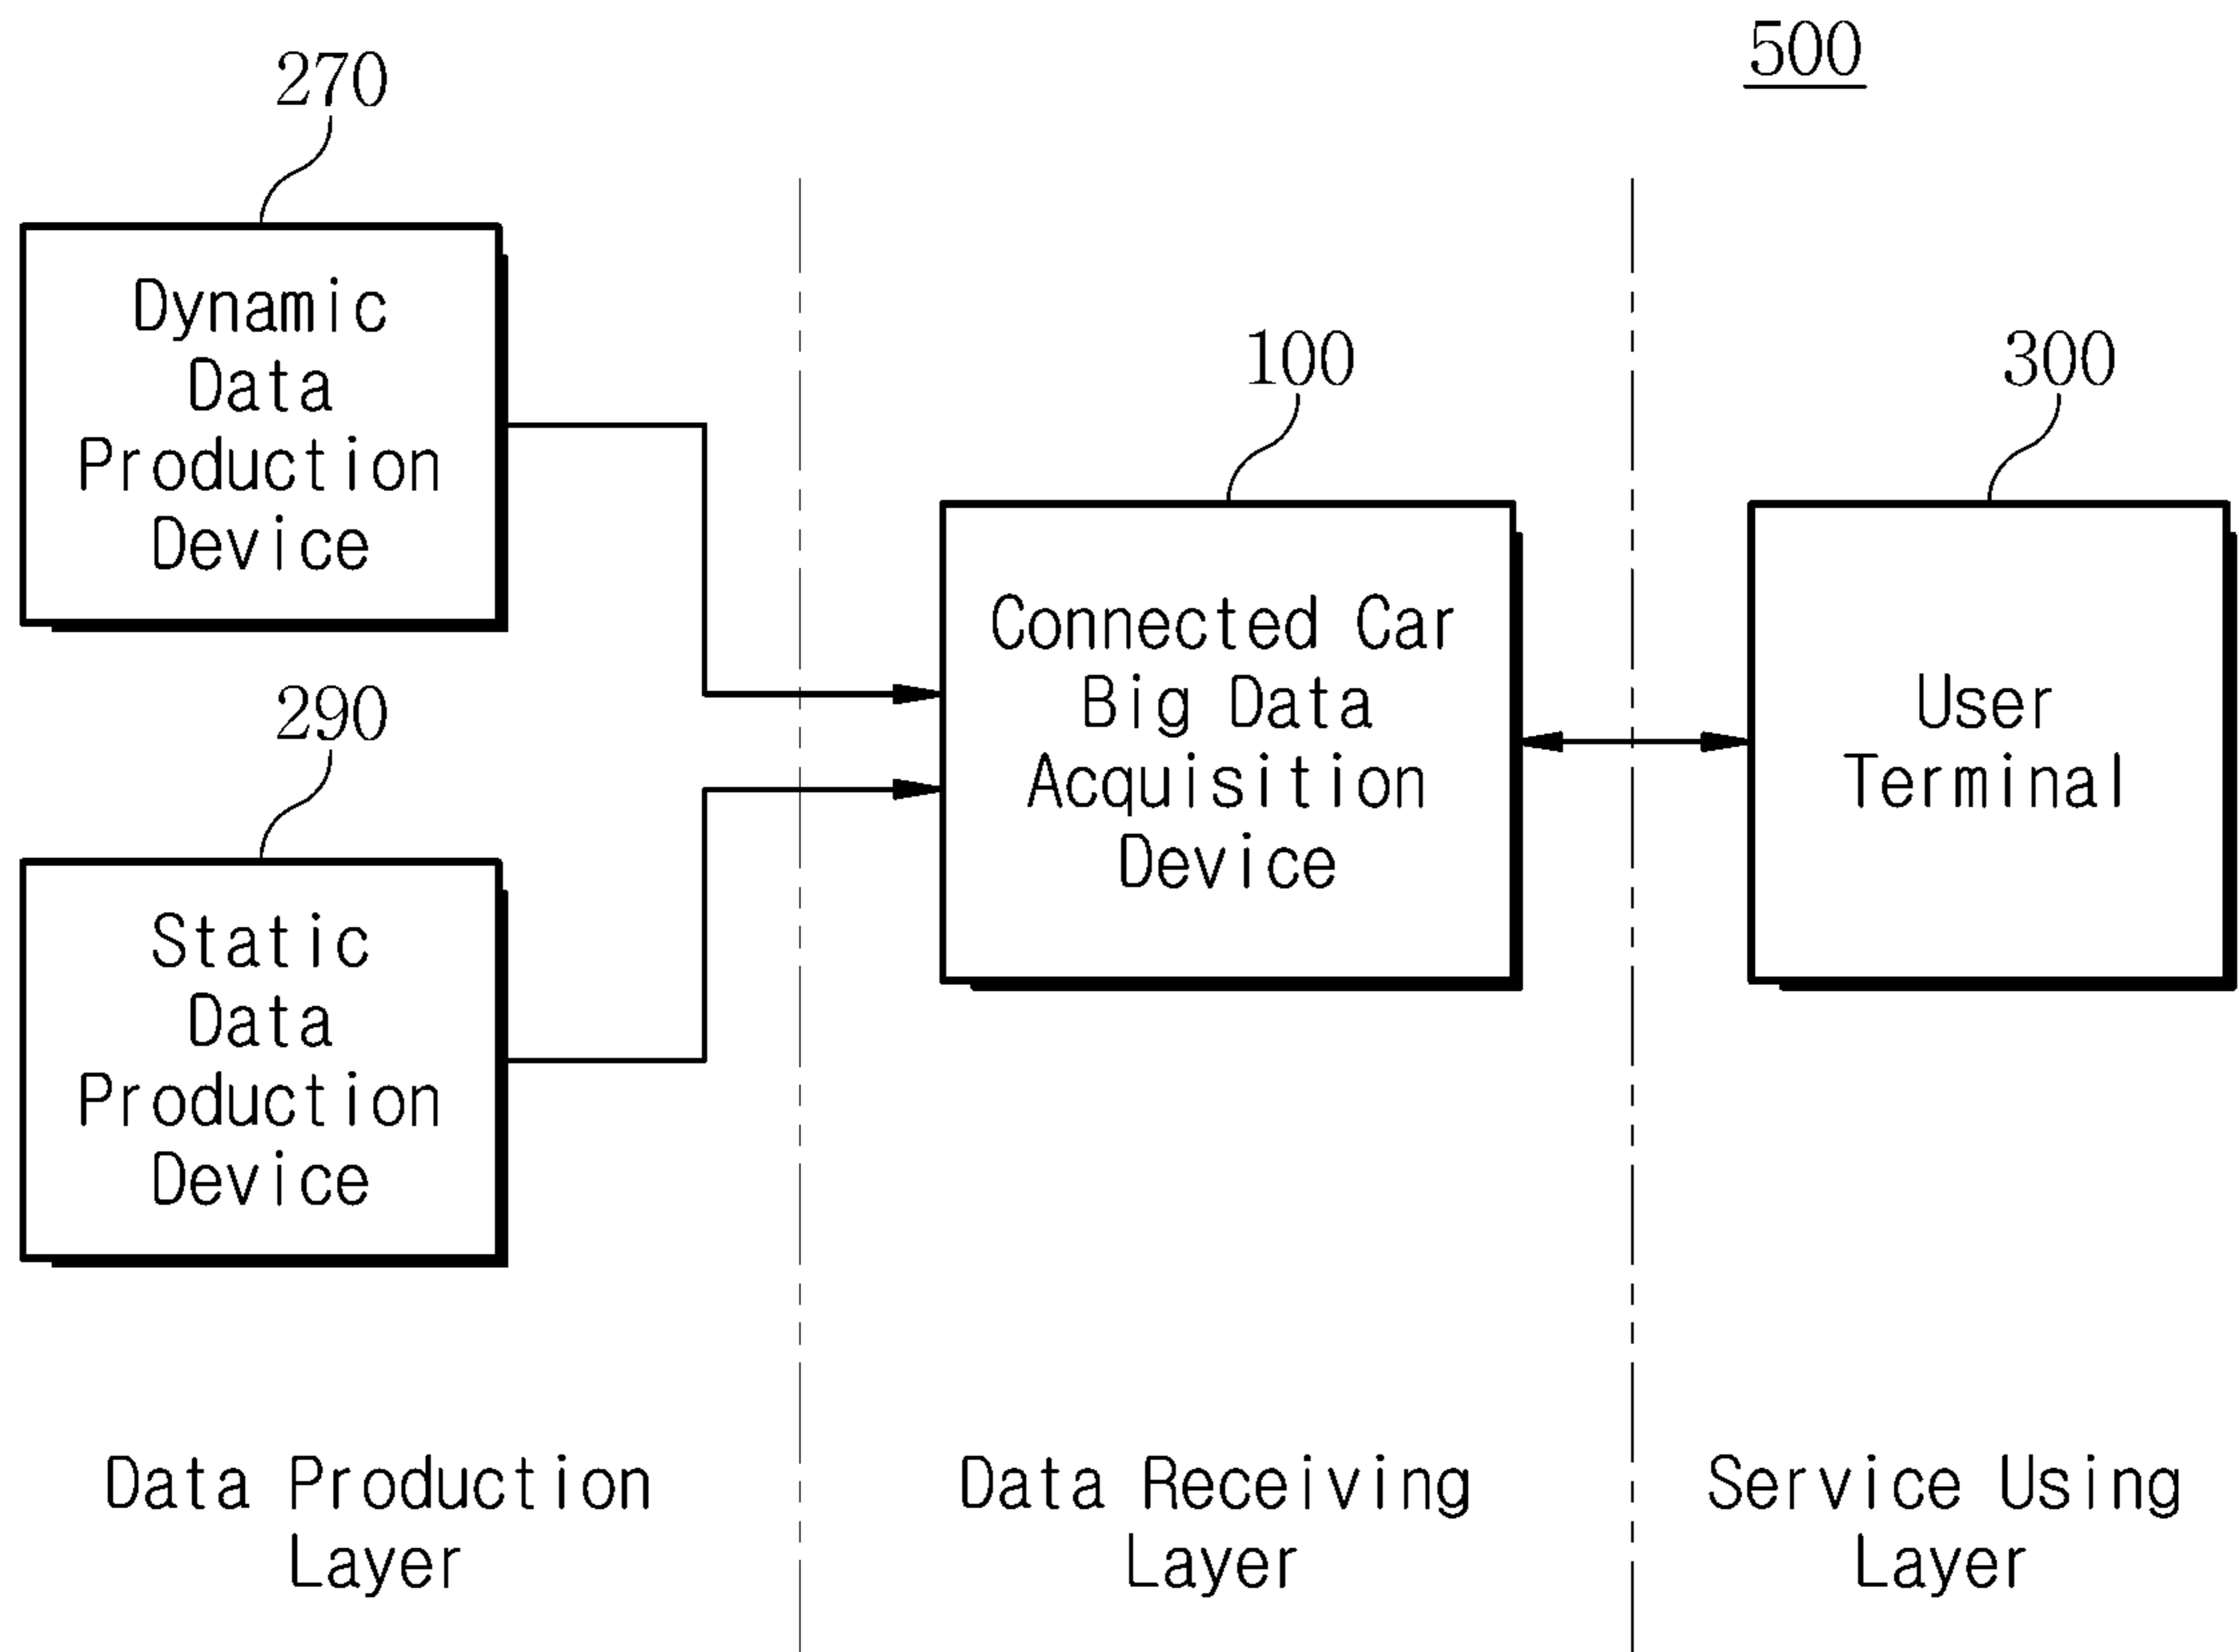 500
270
Dynamic
Data
Production
Device
290
Static
Data
Production
Device
100
Connected Car
Big Data
Acquisition
Device
300
User
Terminal
Data Production
Layer
Data Receiving
Layer
Service Using
Layer